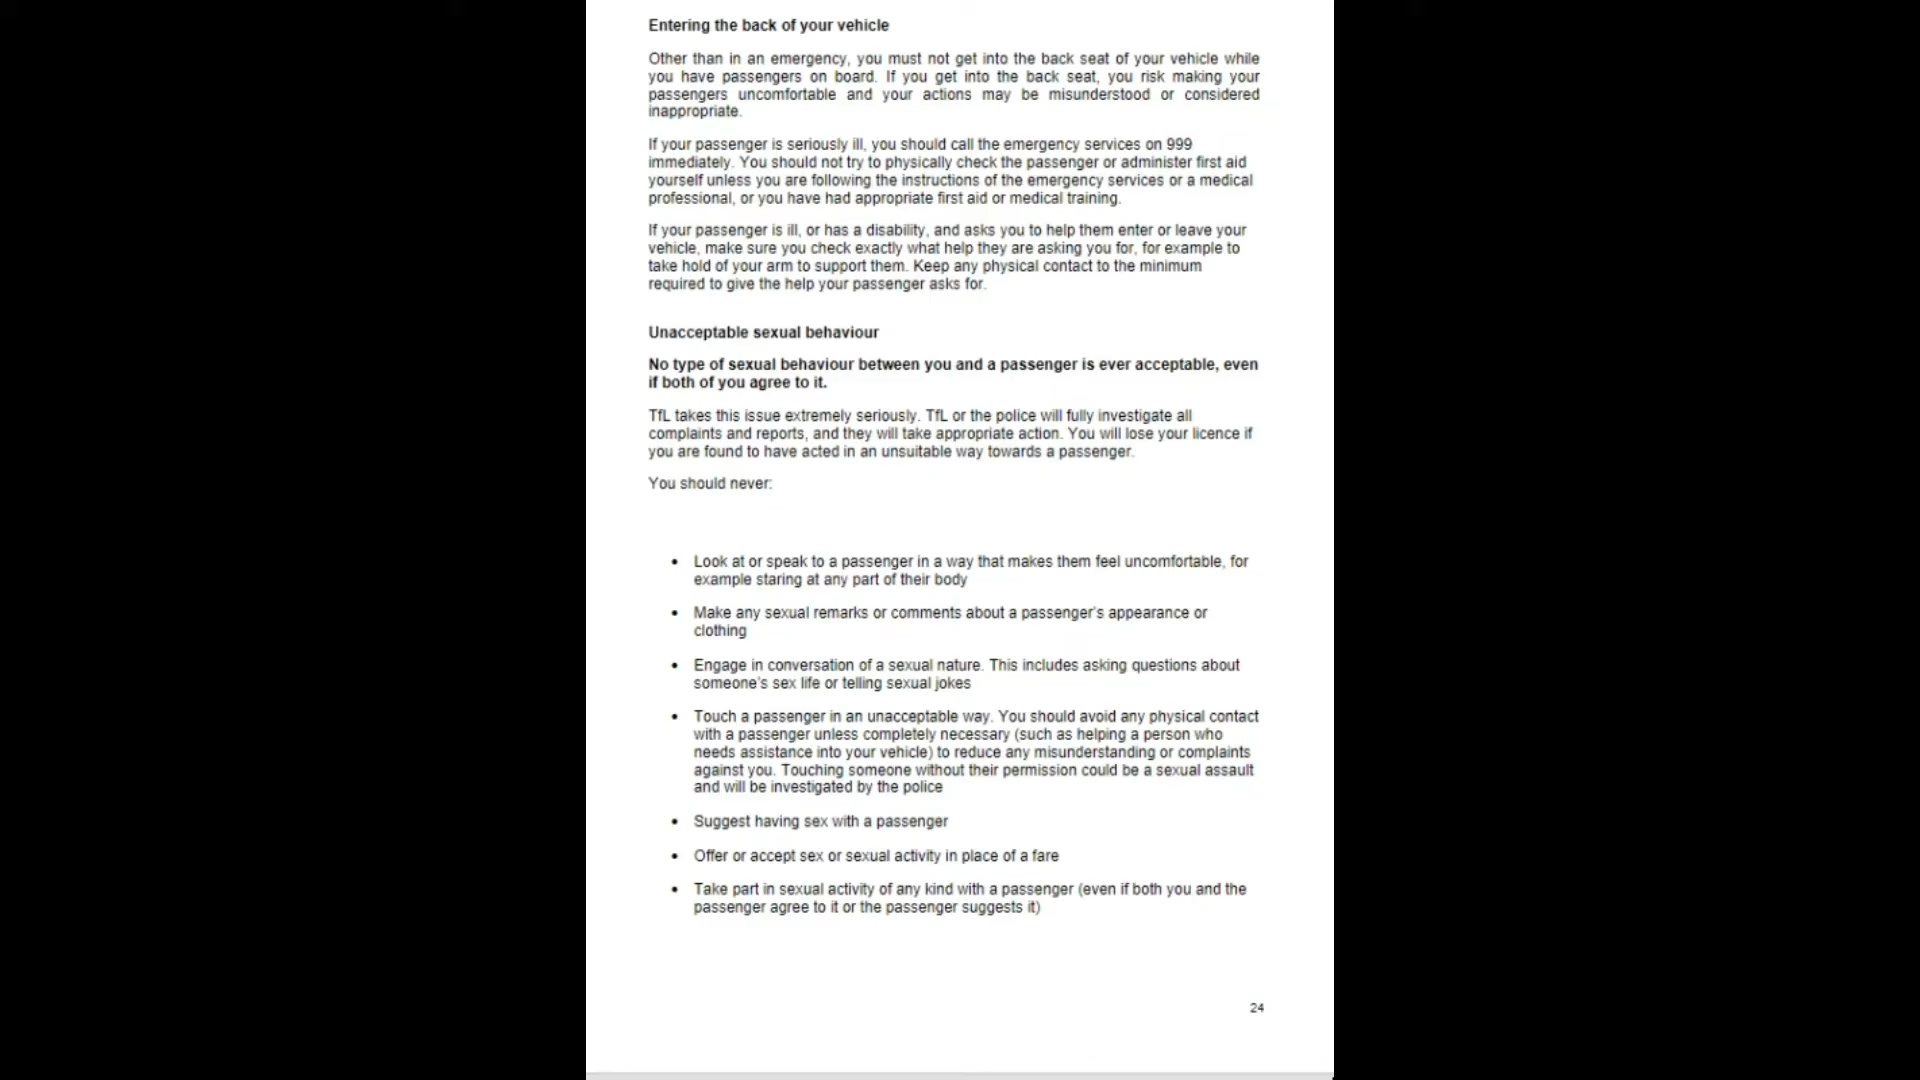 Entering the back of your vehicle
Other than in an emergency, you must not get into the back seat of your vehicle while
you have passengers on board. If you get into the back seat, you risk making your
passengers uncomfortable and your actions may be misunderstood or considered
inappropriate.
If your passenger is seriously ill, you should call the emergency services on 999
immediately. You should not try to physically check the passenger or administer first aid
yourself unless you are following the instructions of the emergency services or a medical
professional, or you have had appropriate first aid or medical training.
If your passenger is ill, or has a disability, and asks you to help them enter or leave your
vehicle, make sure you check exactly what help they are asking you for, for example to
take hold of your arm to support them. Keep any physical contact to the minimum
required to give the help your passenger asks for.
Unacceptable sexual behaviour
No type of sexual behaviour between you and a passenger is ever acceptable, even
if both of you agree to it.
TfL takes this issue extremely seriously. TfL or the police will fully investigate all
complaints and reports, and they will take appropriate action. You will lose your licence if
you are found to have acted in an unsuitable way towards a passenger.
You should never:
• Look at or speak to a passenger in a way that makes them feel uncomfortable, for
example staring at any part of their body
• Make any sexual remarks or comments about a passenger's appearance or
clothing
• Engage in conversation of a sexual nature. This includes asking questions about
someone's sex life or telling sexual jokes
• Touch a passenger in an unacceptable way. You should avoid any physical contact
with a passenger unless completely necessary (such as helping a person who
needs assistance into your vehicle) to reduce any misunderstanding or complaints
against you. Touching someone without their permission could be a sexual assault
and will be investigated by the police
• Suggest having sex with a passenger
• Offer or accept sex or sexual activity in place of a fare
• Take part in sexual activity of any kind with a passenger (even if both you and the
passenger agree to it or the passenger suggests it)
24